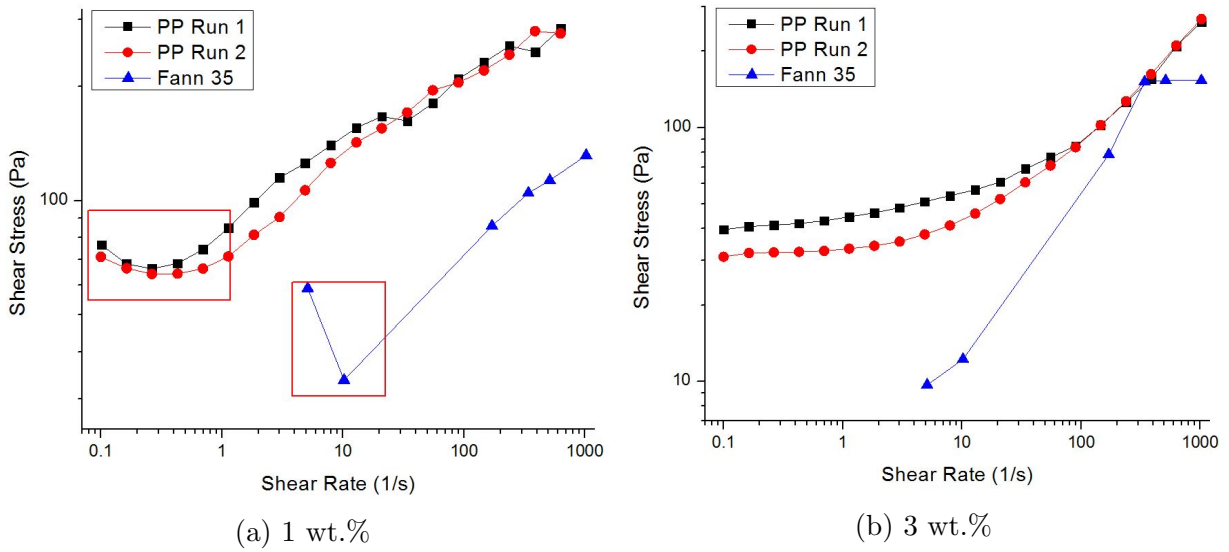 PP Run 1
PP Run 2
Fann 35
Shear Stress (Pa)
100
0.1
1
10
100
1000
Shear Rate (1/s)
(a) 1 wt.%
PP Run 1
PP Run 2
Fann 35
Shear Stress (Pa)
100
10
0.1
1
10
100
1000
Shear Rate (1/s)
(b) 3 wt.%